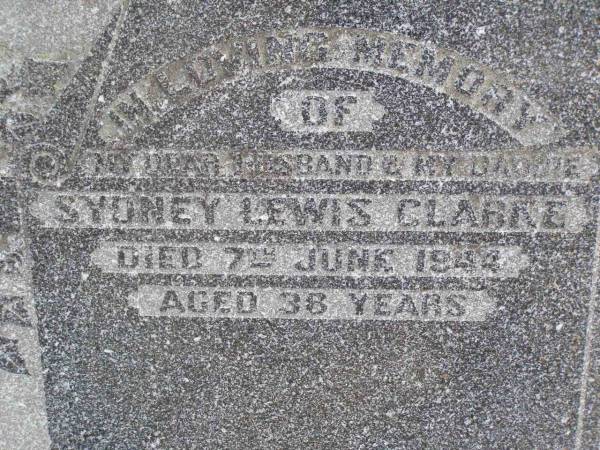 IN LOVING MEMORY
OF
MY DEAR HUSBAND & MY DADDIE
SYDNEY LEWIS CLARKE
DIED 7TH JUNE 1944
AGED 38 YEARS